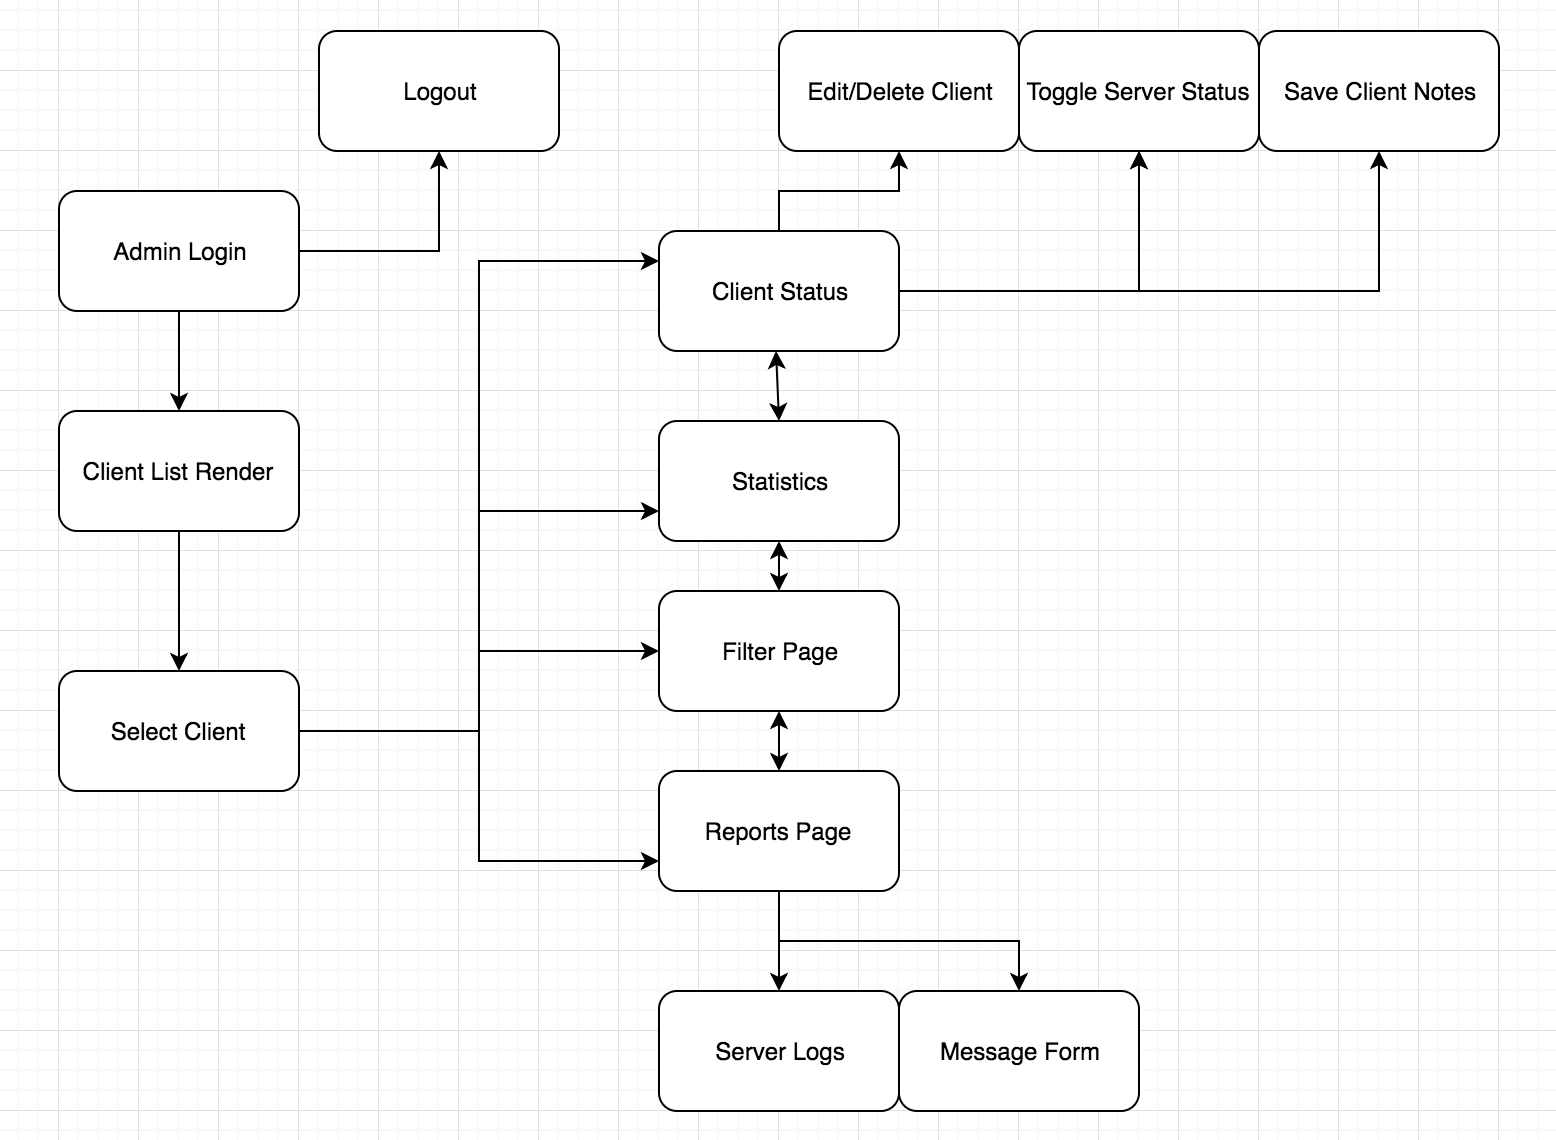 Logout
Edit/Delete Client
Toggle Server Status
Save Client Notes
Admin Login
Client Status
Client List Render
Statistics
Filter Page
Select Client
Reports Page
Server Logs
Message Form